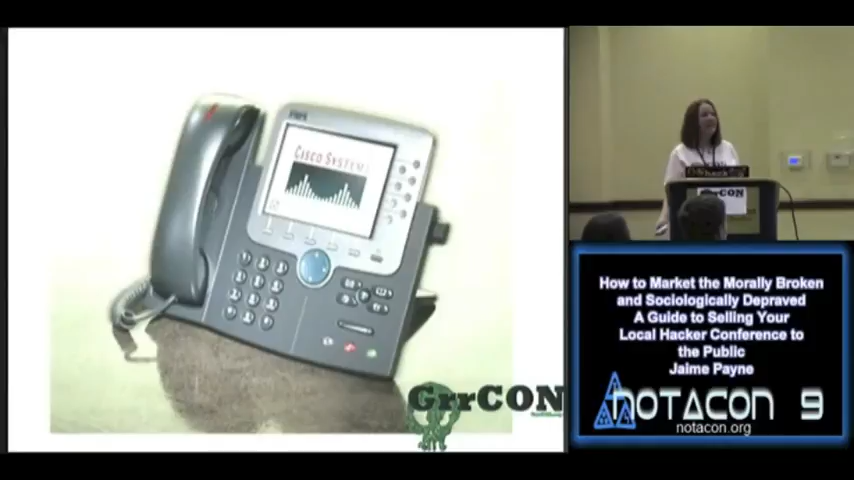 CISCO SYSTEMS
GrrCON
GrrCON
How to Market the Morally Broken
and Sociologically Depraved
A Guide to Selling Your
Local Hacker Conference to
the Public
Jaime Payne
NOTACON 9
notacon.org